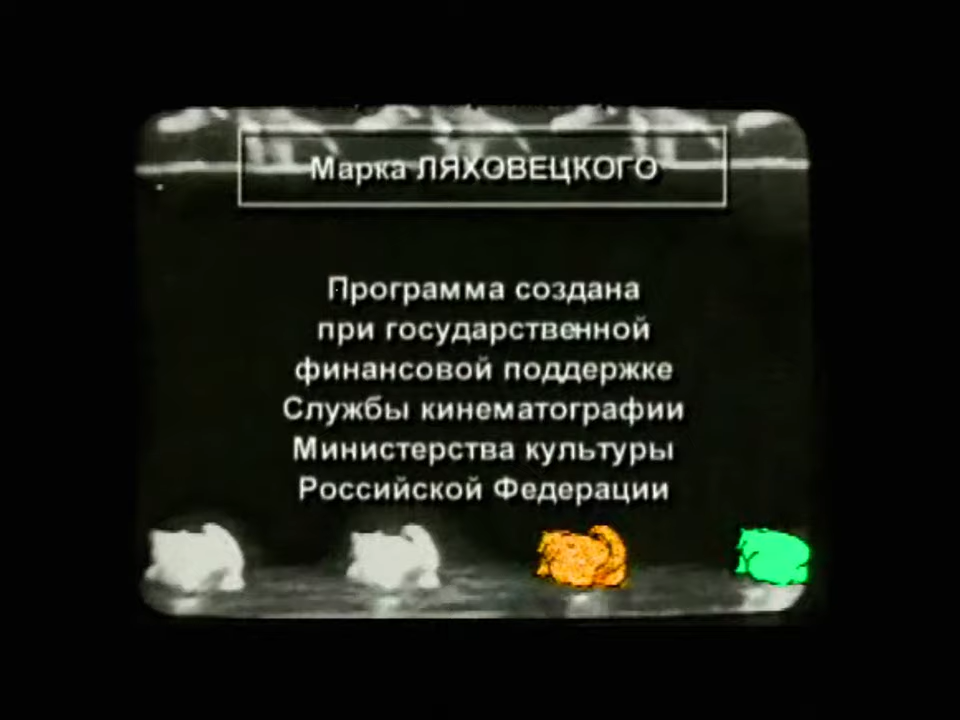 Марка ЛЯХОВЕЦКОГО
Программа создана
при государственной
финансовой поддержке
Службы кинематографии
Министерства культуры
Российской Федерации